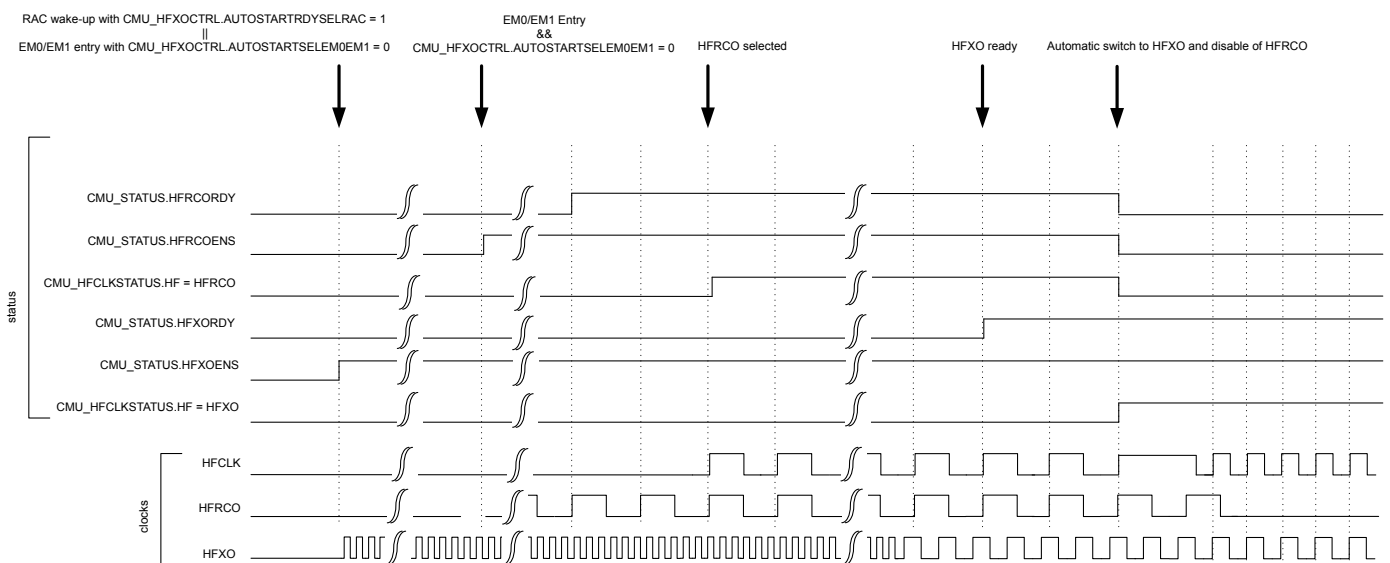 RAC wake-up with CMU_HFXOCTRL.AUTOSTARTRDYSELRAC = 1
||
EM0/EM1 entry with CMU_HFXOCTRL.AUTOSTARTSELEM0EM1 = 0
EM0/EM1 Entry
&&
CMU_HFXOCTRL.AUTOSTARTSELEM0EM1 = 0
HFRCO selected
HFXO ready
Automatic switch to HFXO and disable of HFRCO
status
CMU_STATUS.HFRCORDY
CMU_STATUS.HFRCOENS
CMU_HFCLKSTATUS.HF = HFRCO
CMU_STATUS.HFXORDY
CMU_STATUS.HFXOENS
CMU_HFCLKSTATUS.HF = HFXO
clocks
HFCLK
HFRCO
HFXO